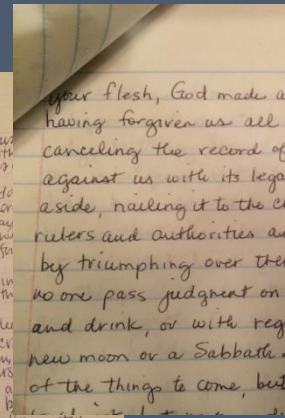 your flesh, God made a
having forgiven us all
canceling the record of
against us with its lega
aside, nailing it to the c
rulers and authorities a
by triumphing over the
no one pass judgment on
and drink, or with reg
new moon or a Sabbath.
of the things to come, but